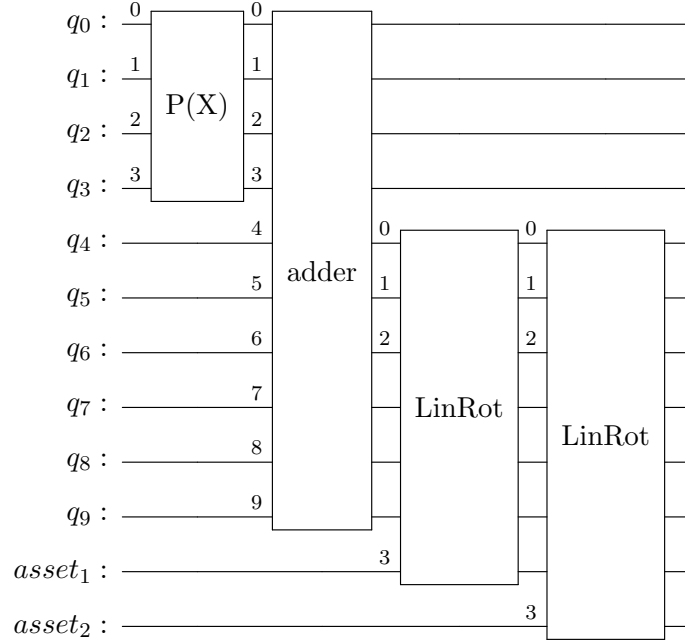 q0 : 0 0
q1 : 1 1
q2 : 2 2
P(X)
q3 : 3 3
q4 : 4 0 0
adder
q5 : 5 1 1
q6 : 6 2 2
q7 : 7 LinRot
LinRot
q8 : 8
q9 : 9
asset1 : 3
asset2 : 3